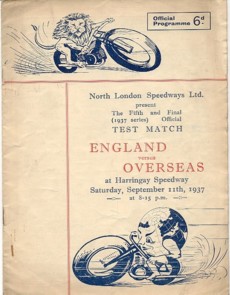 Official
Programme 6d.
North London Speedways Ltd.
present
The Fifth and Final
(1937 series) Official
TEST MATCH
ENGLAND
versus
OVERSEAS
at Harringay Speedway
Saturday, September 11th, 1937
at 8-15 p.m.